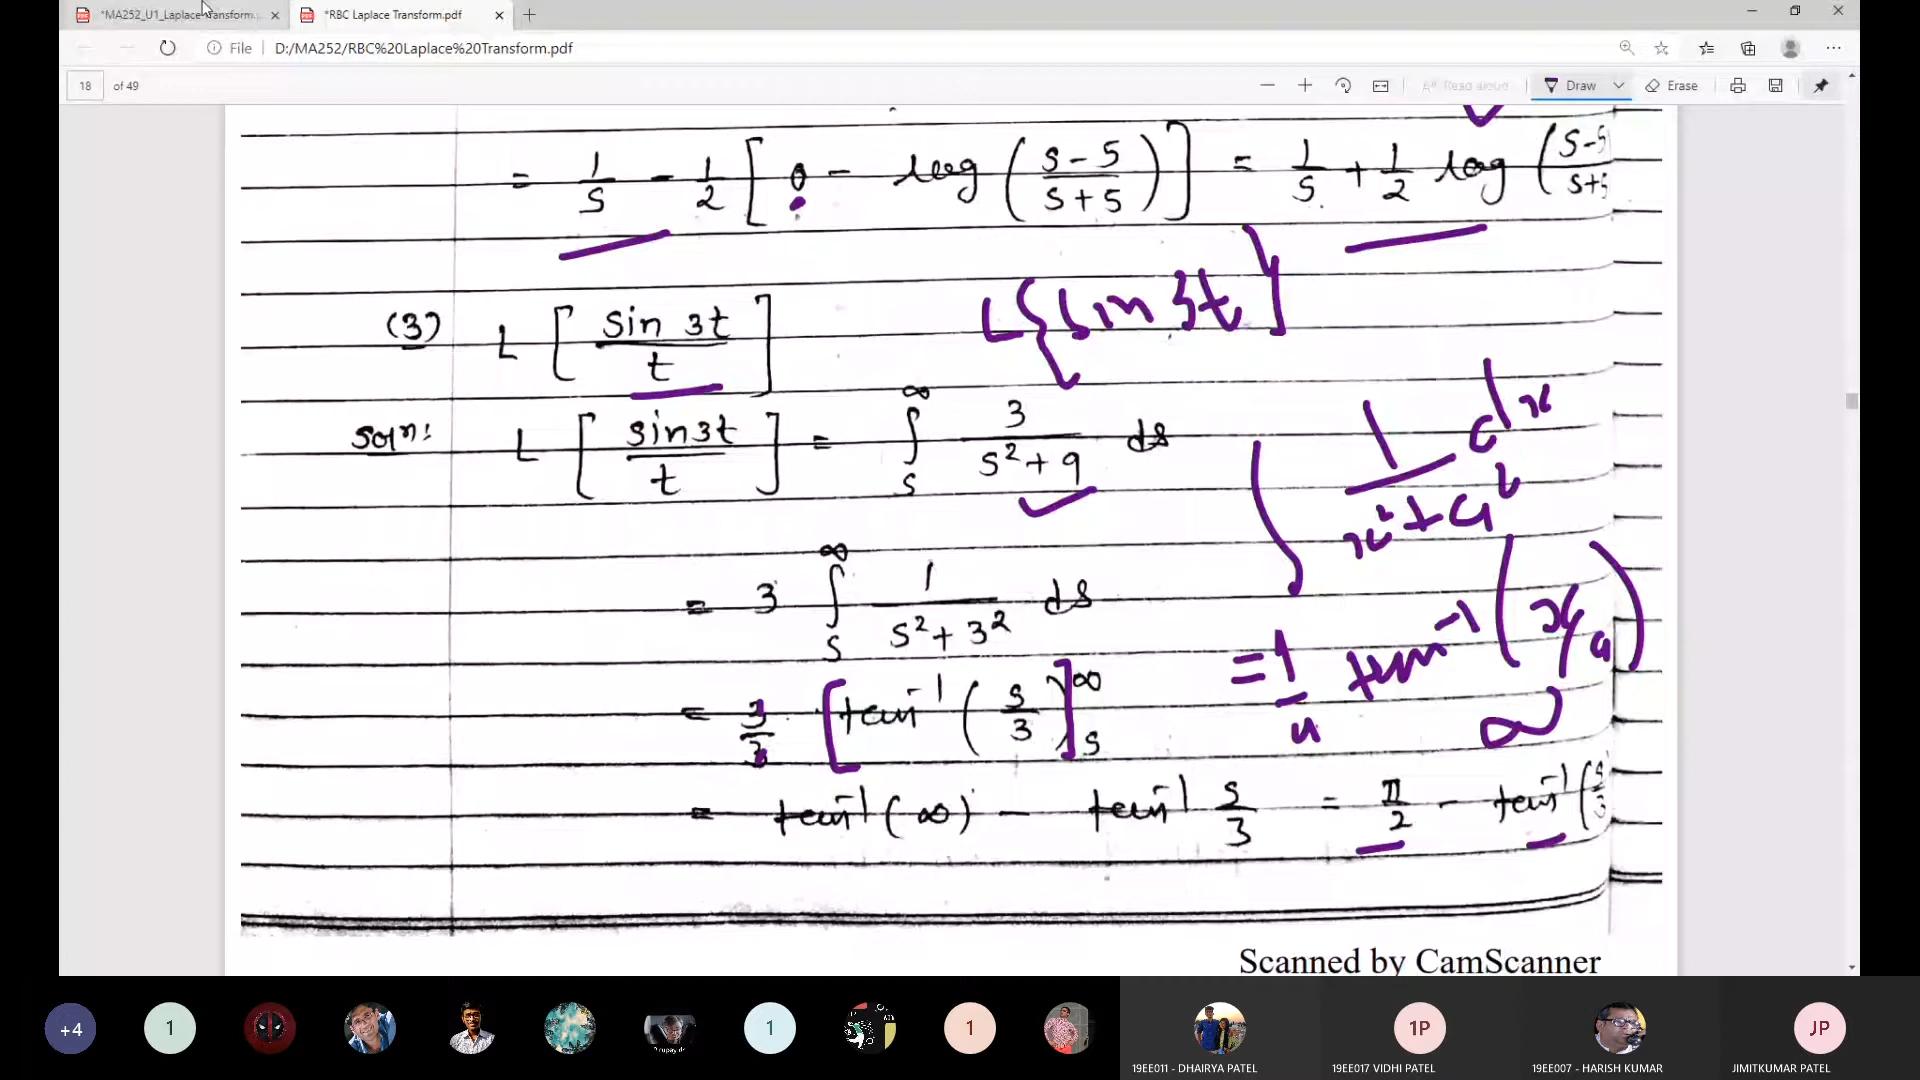 *MA252_U1_Laplace Transform.
*RBC Laplace Transform.pdf
File | D:/MA252/RBC%20Laplace%20Transform.pdf
18 of 49
Read aloud
Draw
Erase
= 1/s - 1/2 [ 0 - log ( (s-5)/(s+5) ) ] = 1/s + 1/2 log ( (s-5)/(s+5
L{sin 3t}
(3) L [ sin 3t / t ]
Soln: L [ sin3t / t ] = ∫_s^∞ 3/(s²+9) ds
∫ 1/(x²+a²) dx
= 3 ∫_s^∞ 1/(s²+3²) ds
= 1/a tan⁻¹ (x/a)
= 3/3 [tan⁻¹ (s/3)]_s^∞
∞
= tan⁻¹(∞) - tan⁻¹ s/3 = π/2 - tan⁻¹(s/3
Scanned by CamScanner
+4
1
1
1
1P
JP
19EE011 - DHAIRYA PATEL
19EE017 VIDHI PATEL
19EE007 - HARISH KUMAR
JIMITKUMAR PATEL